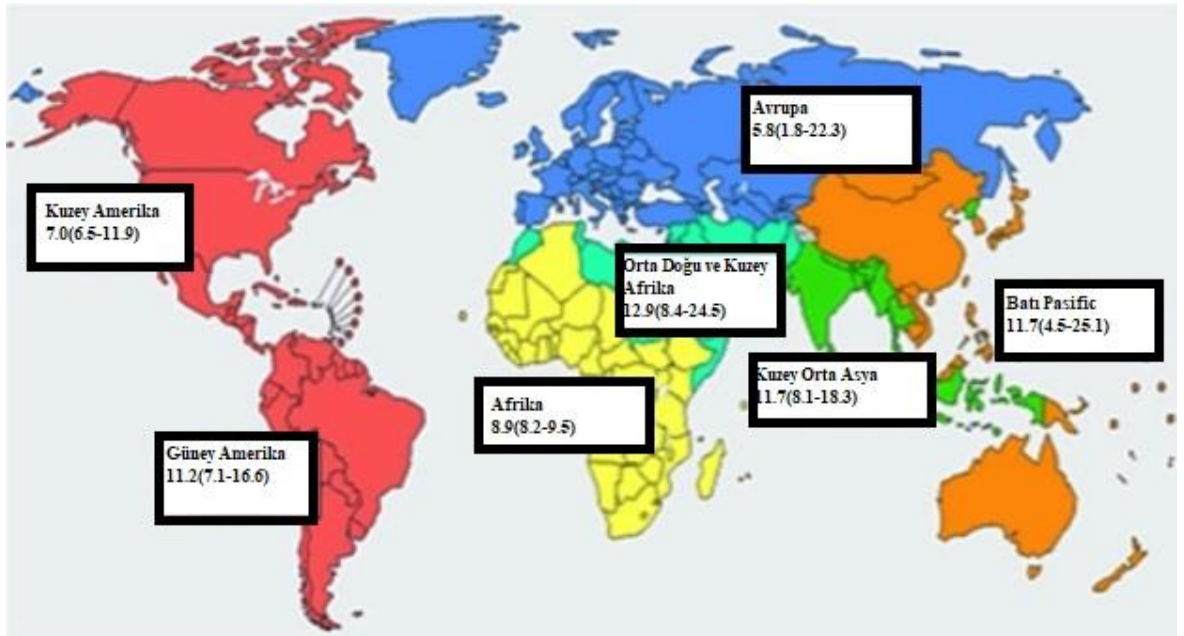 Avrupa
5.8(1.8-22.3)
Kuzey Amerika
7.0(6.5-11.9)
Orta Doğu ve Kuzey
Afrika
12.9(8.4-24.5)
Batı Pasific
11.7(4.5-25.1)
Kuzey Orta Asya
11.7(8.1-18.3)
Afrika
8.9(8.2-9.5)
Güney Amerika
11.2(7.1-16.6)